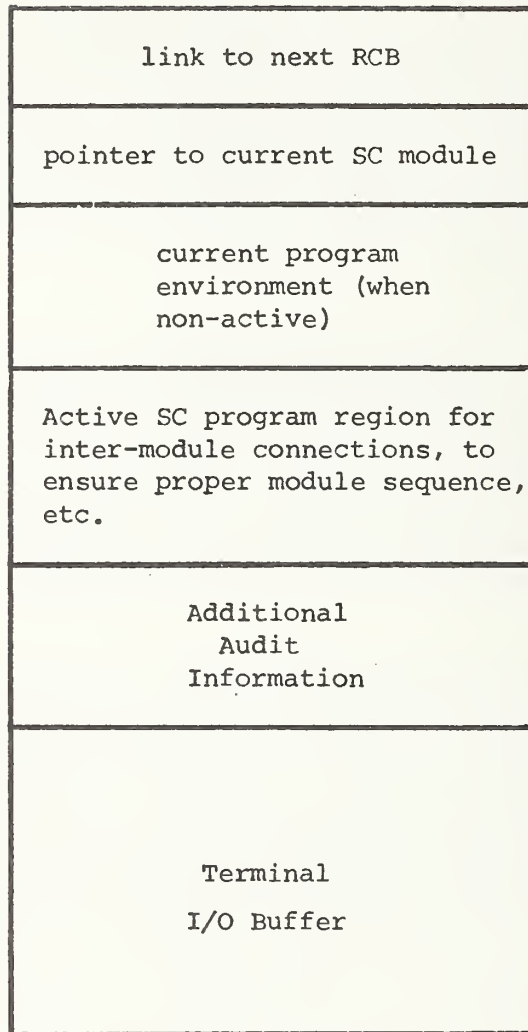 link to next RCB
pointer to current SC module
current program
environment (when
non-active)
Active SC program region for
inter-module connections, to
ensure proper module sequence,
etc.
Additional
Audit
Information
Terminal
I/O Buffer